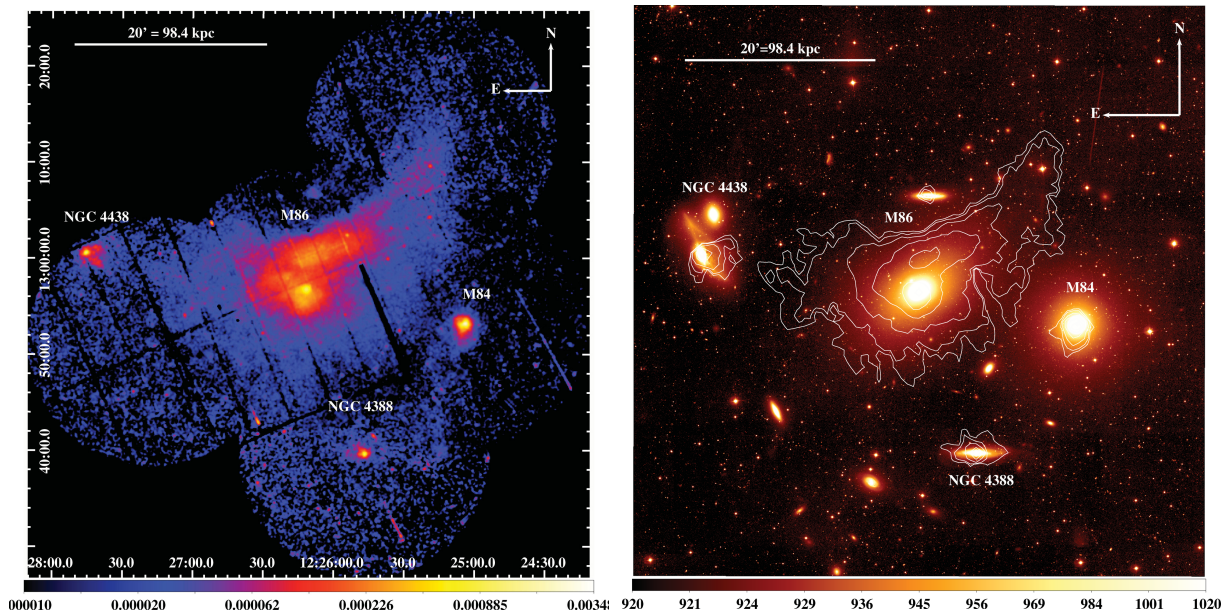 20' = 98.4 kpc
N
E
NGC 4438
M86
M84
NGC 4388
20:00.0
10:00.0
13:00:00.0
50:00.0
40:00.0
28:00.0 30. 27:00.0 30. 12:26:00.0 30. 25:00.0 24:30.0
000010 0.000020 0.000062 0.000226 0.000885 0.00348
20'=98.4 kpc
N
E
NGC 4438
M86
M84
NGC 4388
920 921 924 929 936 945 956 969 984 1001 1020